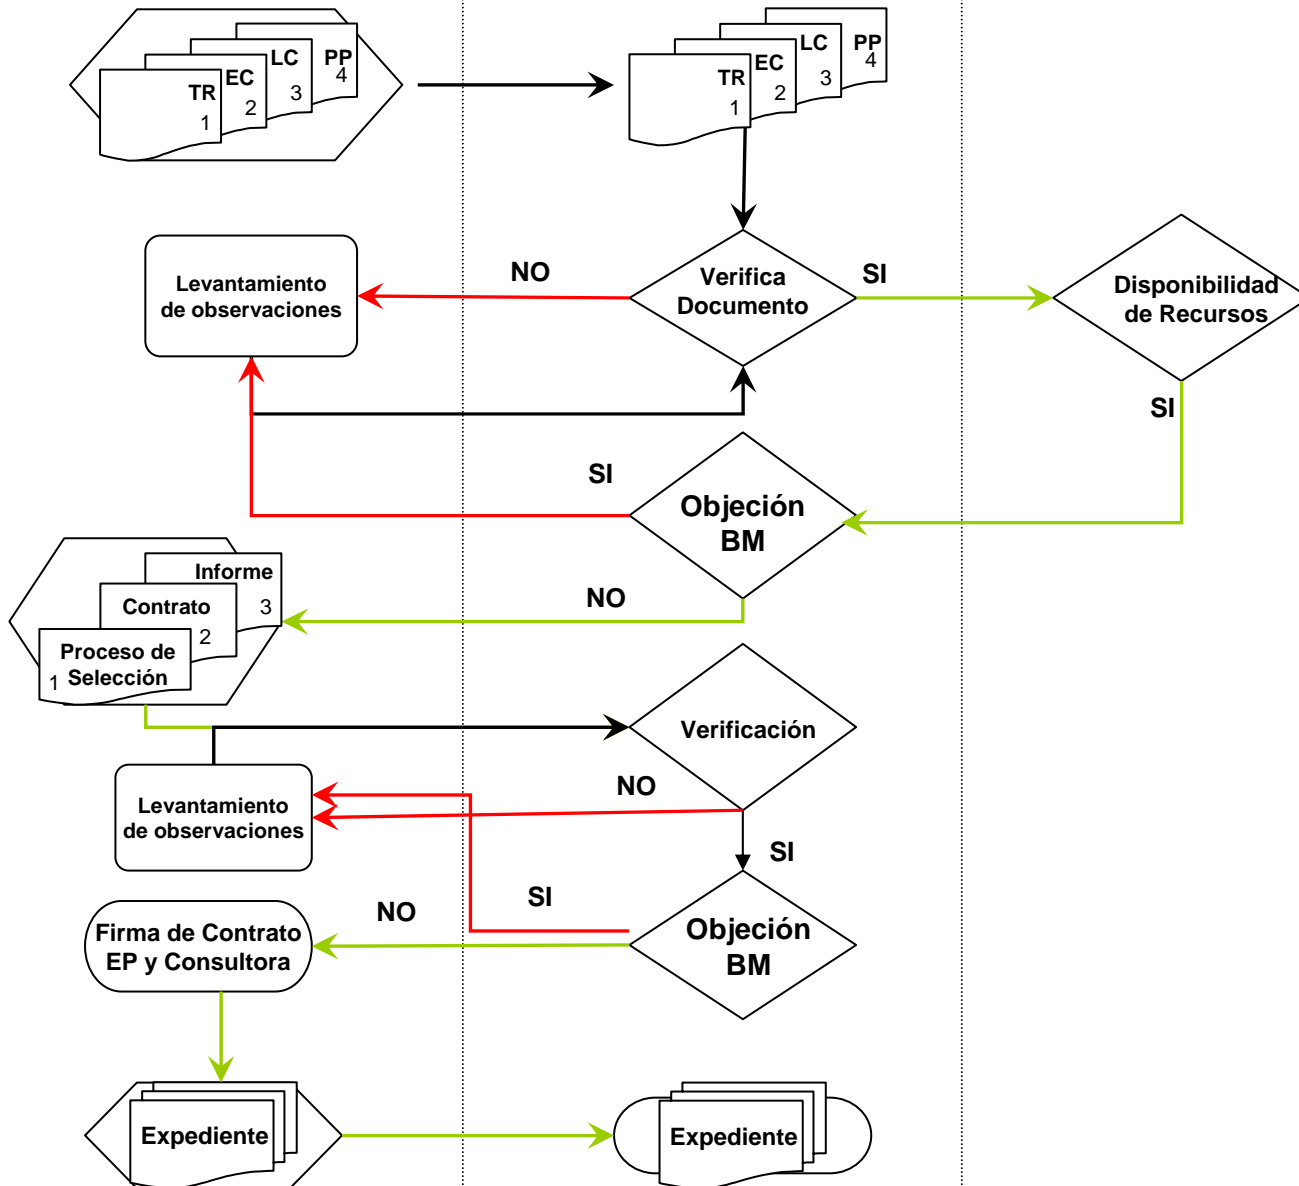 TR
1
EC
2
LC
3
PP
4
TR
1
EC
2
LC
3
PP
4
Levantamiento
de observaciones
NO
Verifica
Documento
SI
Disponibilidad
de Recursos
SI
SI
Objeción
BM
NO
Informe
3
Contrato
2
Proceso de
Selección
1
Verificación
Levantamiento
de observaciones
NO
SI
SI
NO
Firma de Contrato
EP y Consultora
Objeción
BM
Expediente
Expediente